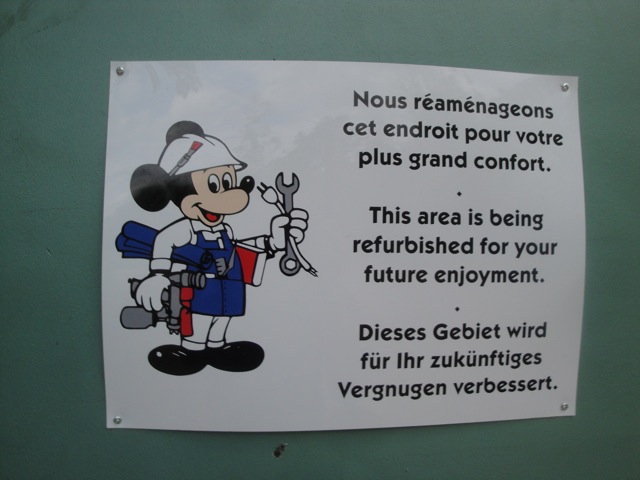 Nous réaménageons
cet endroit pour votre
plus grand confort.
This area is being
refurbished for your
future enjoyment.
Dieses Gebiet wird
für Ihr zukünftiges
Vergnugen verbessert.